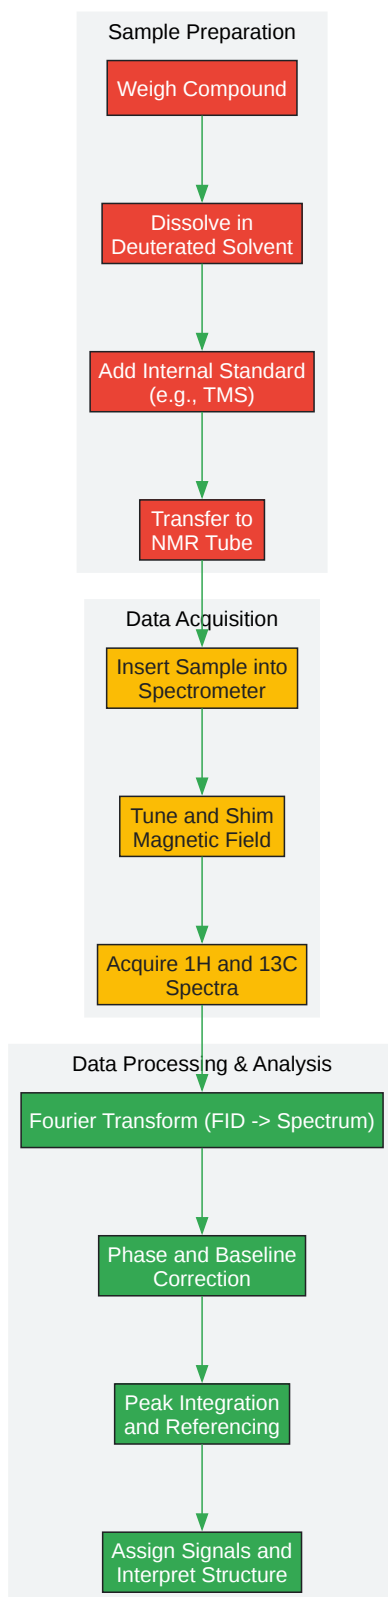 Sample Preparation
Weigh Compound
Dissolve in
Deuterated Solvent
Add Internal Standard
(e.g., TMS)
Transfer to
NMR Tube
Data Acquisition
Insert Sample into
Spectrometer
Tune and Shim
Magnetic Field
Acquire 1H and 13C
Spectra
Data Processing & Analysis
Fourier Transform (FID -> Spectrum)
Phase and Baseline
Correction
Peak Integration
and Referencing
Assign Signals and
Interpret Structure